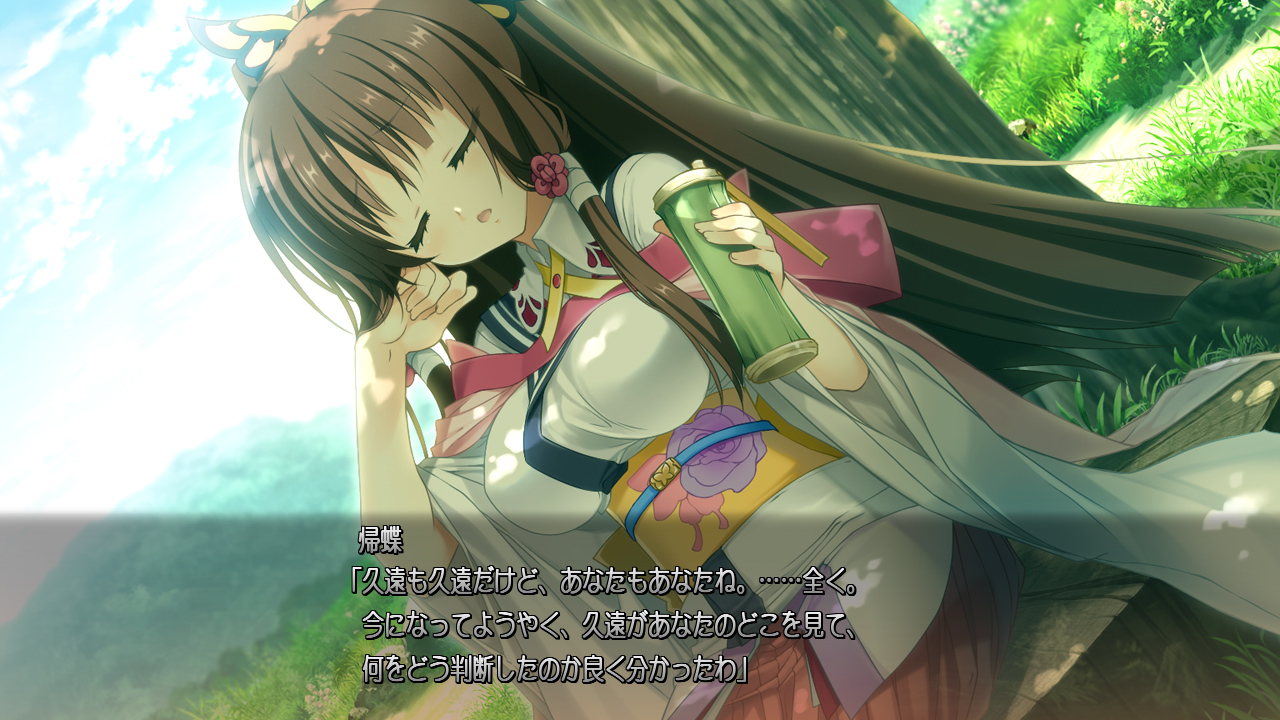 帰蝶
「久遠も久遠だけど、あなたもあなたね。……全く。
今になってようやく、久遠があなたのどこを見て、
何をどう判断したのか良く分かったわ」